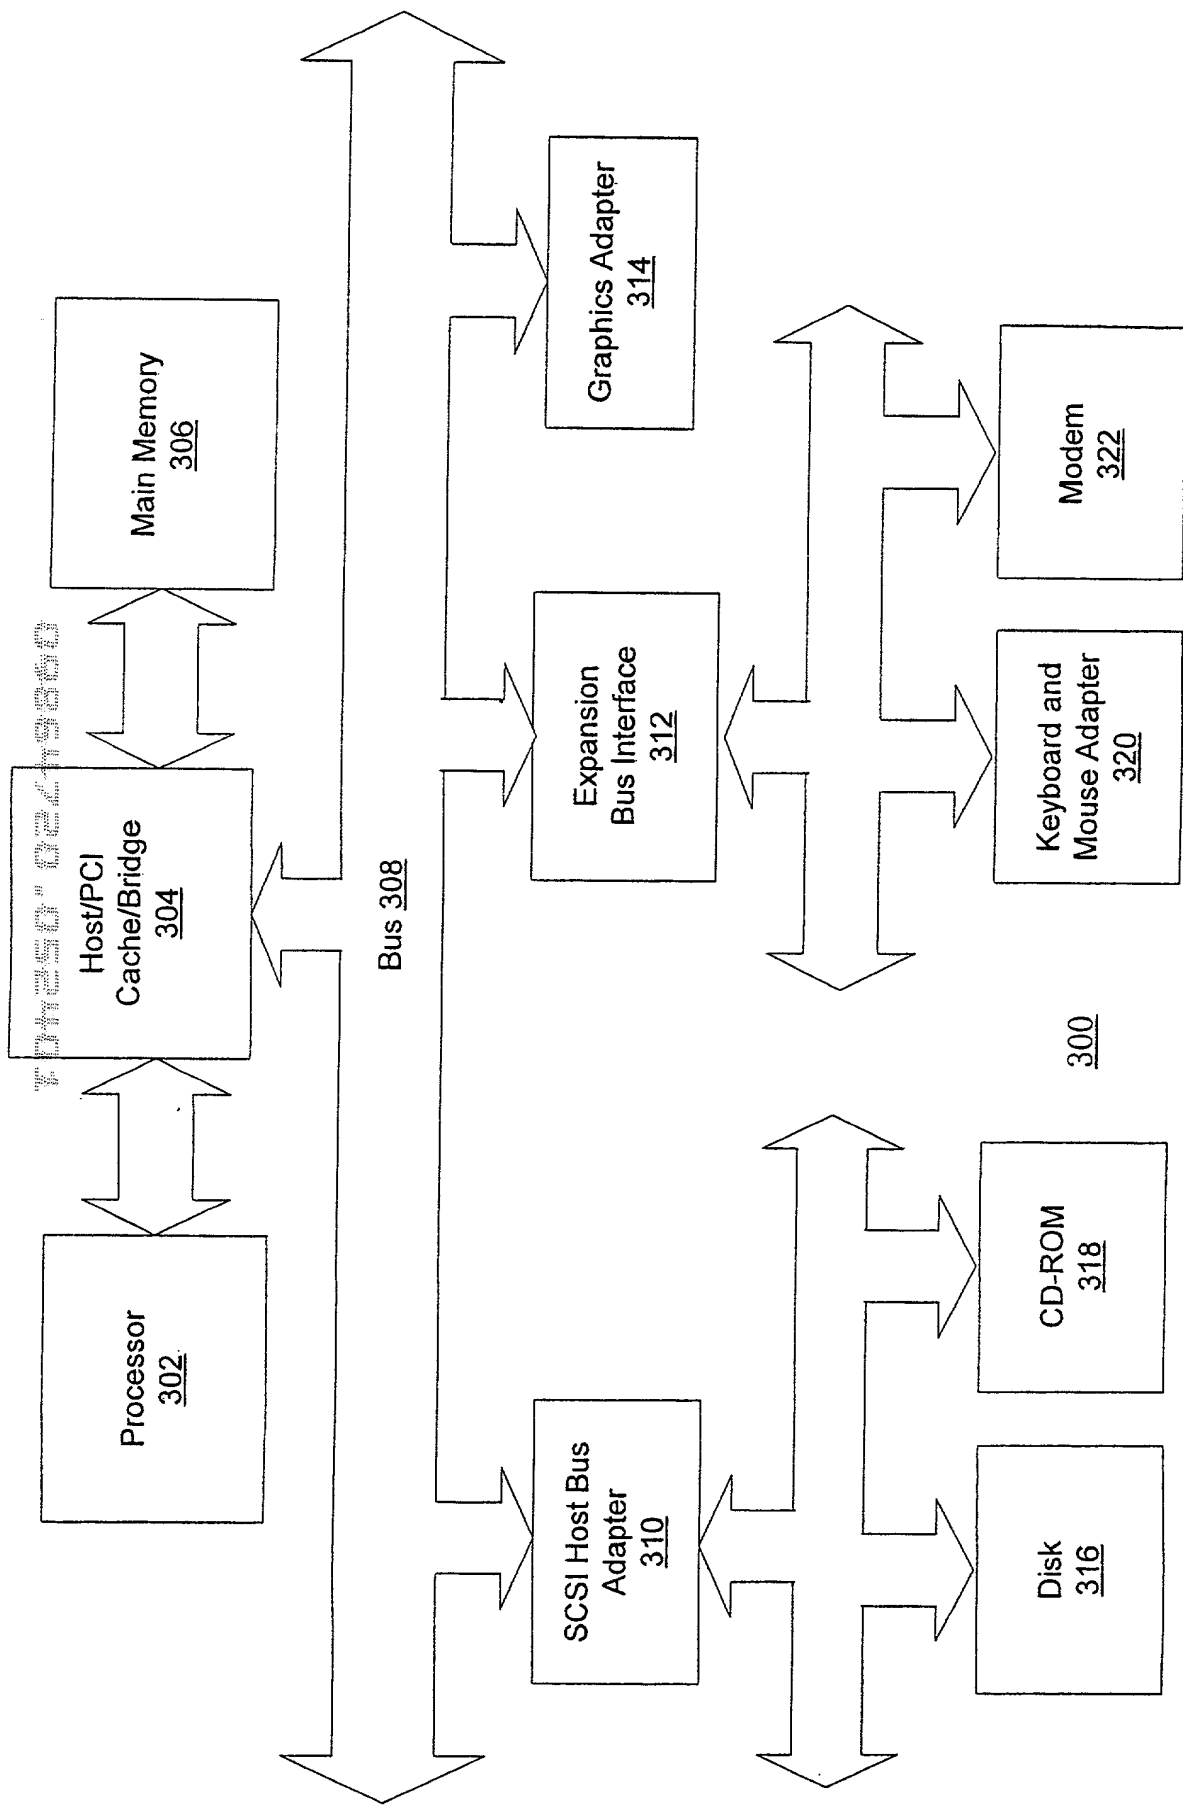 Processor
302
Host/PCI
Cache/Bridge
304
Main Memory
306
Bus 308
SCSI Host Bus
Adapter
310
Expansion
Bus Interface
312
Graphics Adapter
314
Disk
316
CD-ROM
318
300
Keyboard and
Mouse Adapter
320
Modem
322